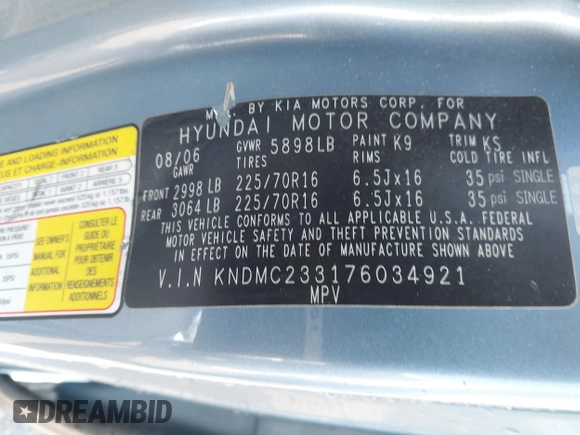 MFD. BY KIA MOTORS CORP. FOR
HYUNDAI MOTOR COMPANY
08/06 GVWR 5898LB PAINT K9 TRIM KS
GAWR TIRES RIMS COLD TIRE INFL
FRONT 2998 LB 225/70R16 6.5Jx16 35 psi SINGLE
REAR 3064 LB 225/70R16 6.5Jx16 35 psi SINGLE
THIS VEHICLE CONFORMS TO ALL APPLICABLE U.S.A. FEDERAL
MOTOR VEHICLE SAFETY AND THEFT PREVENTION STANDARDS
IN EFFECT ON THE DATE OF MANUFACTURE SHOWN ABOVE
V.I.N KNDMC233176034921
MPV
AND LOADING INFORMATION
SEE OWNER'S
MANUAL FOR
ADDITIONAL
INFORMATION
CONSULTER LE
GUIDE DU
PROPRIÉTAIRE
POUR OBTENIR
DES
RENSEIGNEMENTS
ADDITIONNELS
DREAMBID